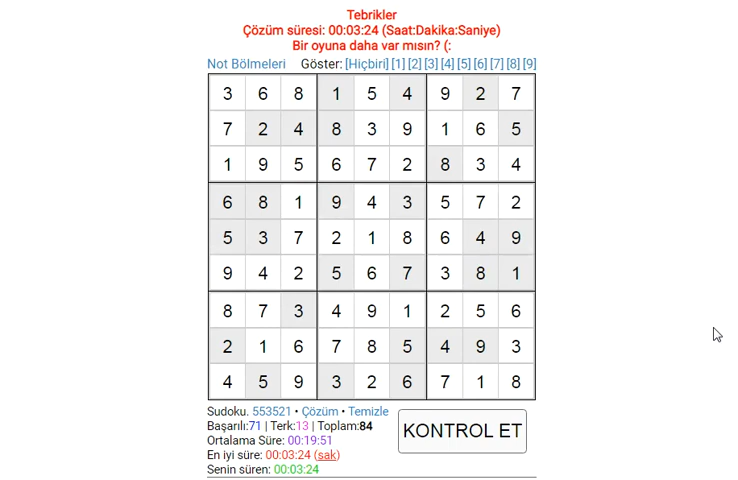 Tebrikler
Çözüm süresi: 00:03:24 (Saat:Dakika:Saniye)
Bir oyuna daha var mısın? (:
Not Bölmeleri Göster: [Hiçbiri] [1] [2] [3] [4] [5] [6] [7] [8] [9]
3 6 8 1 5 4 9 2 7
7 2 4 8 3 9 1 6 5
1 9 5 6 7 2 8 3 4
6 8 1 9 4 3 5 7 2
5 3 7 2 1 8 6 4 9
9 4 2 5 6 7 3 8 1
8 7 3 4 9 1 2 5 6
2 1 6 7 8 5 4 9 3
4 5 9 3 2 6 7 1 8
Sudoku. 553521 • Çözüm • Temizle
Başarılı:71 | Terk:13 | Toplam:84
Ortalama Süre: 00:19:51
En iyi süre: 00:03:24 (sak)
Senin süren: 00:03:24
KONTROL ET